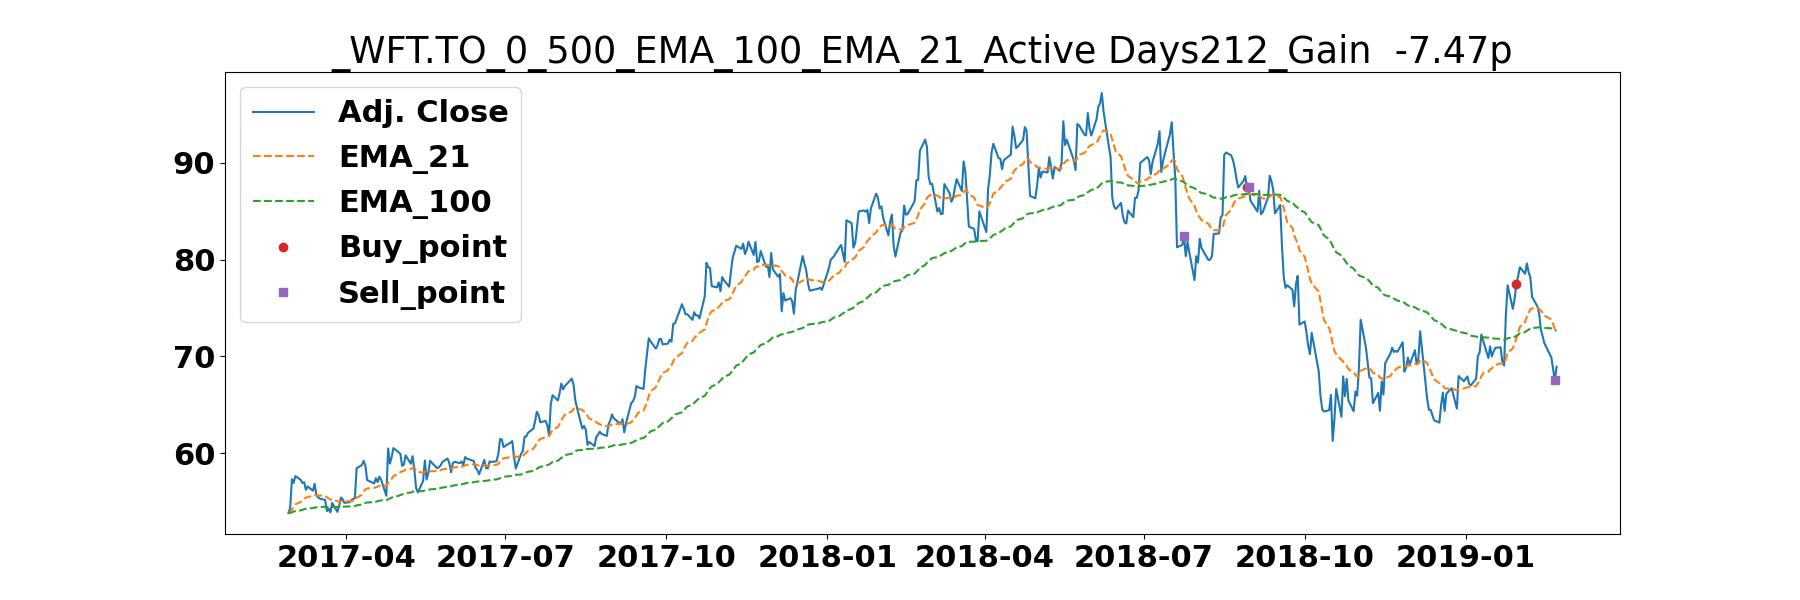 _WFT.TO_0_500_EMA_100_EMA_21_Active Days212_Gain  -7.47p
Adj. Close
EMA_21
EMA_100
Buy_point
Sell_point
90
80
70
60
2017-04 2017-07 2017-10 2018-01 2018-04 2018-07 2018-10 2019-01